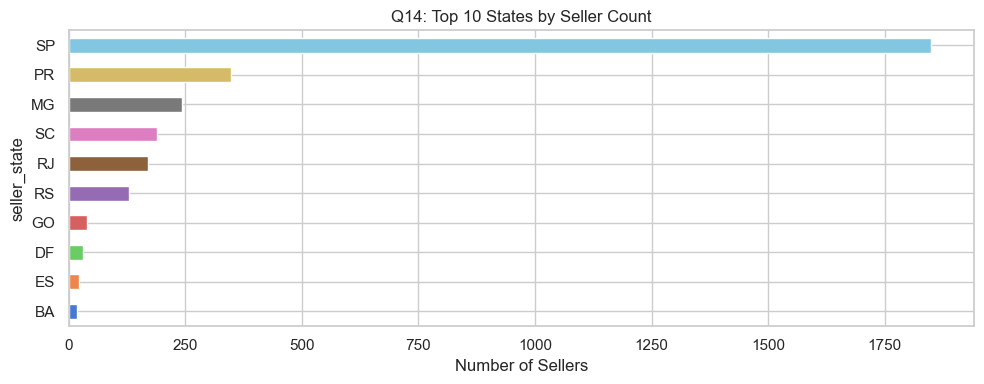 Q14: Top 10 States by Seller Count
seller_state
SP
PR
MG
SC
RJ
RS
GO
DF
ES
BA
0 250 500 750 1000 1250 1500 1750
Number of Sellers